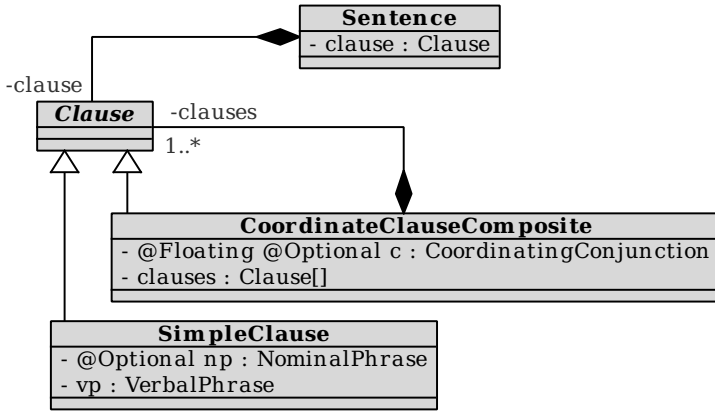 Sentence
- clause : Clause
-clause
Clause
-clauses
1..*
CoordinateClauseComposite
- @Floating @Optional c : CoordinatingConjunction
- clauses : Clause[]
SimpleClause
- @Optional np : NominalPhrase
- vp : VerbalPhrase